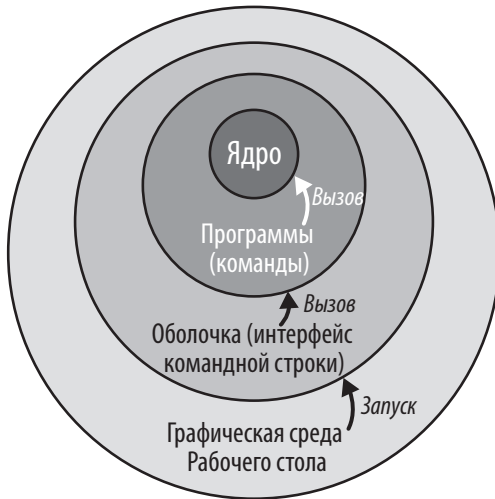 Ядро
Вызов
Программы
(команды)
Вызов
Оболочка (интерфейс
командной строки)
Запуск
Графическая среда
Рабочего стола